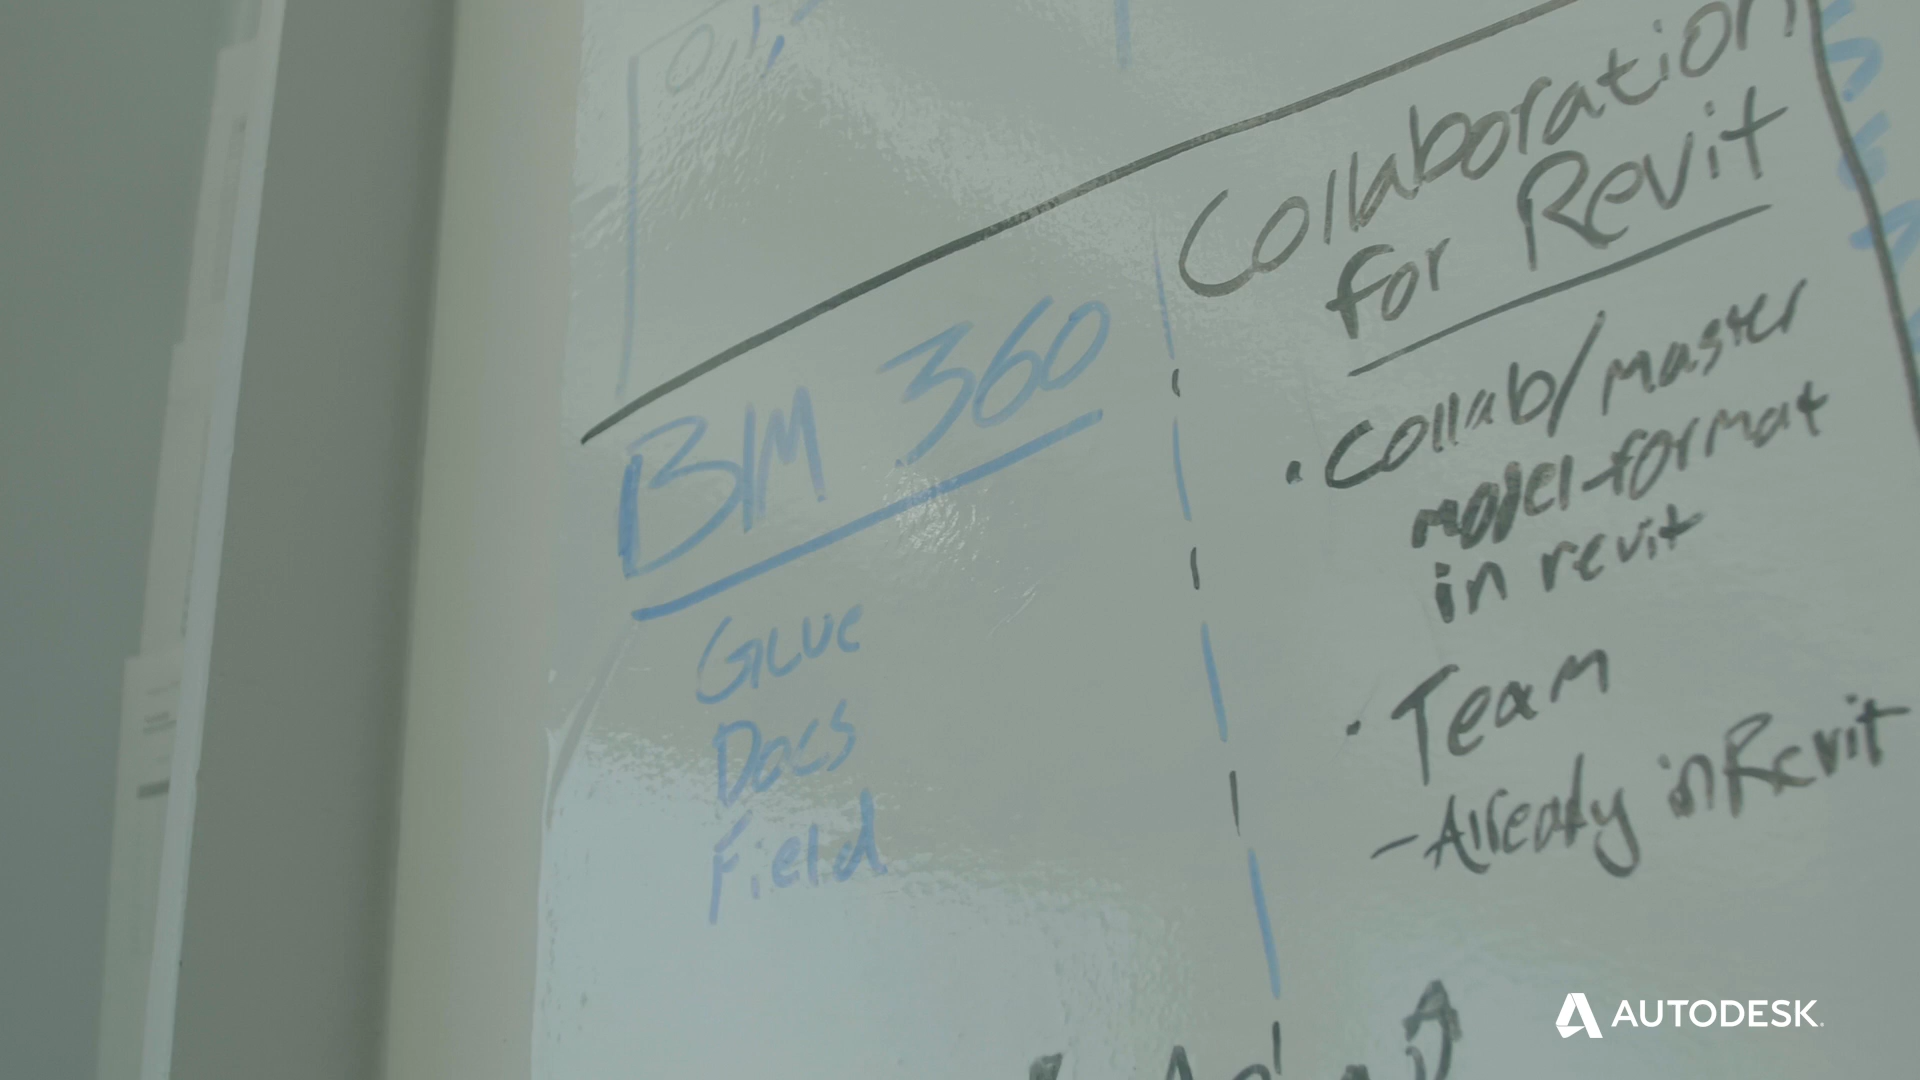 BIM 360
Glue
Docs
Field
Collaboration
for Revit
• Collab/master
model-format
in revit
• Team
- Already in Revit
AUTODESK.